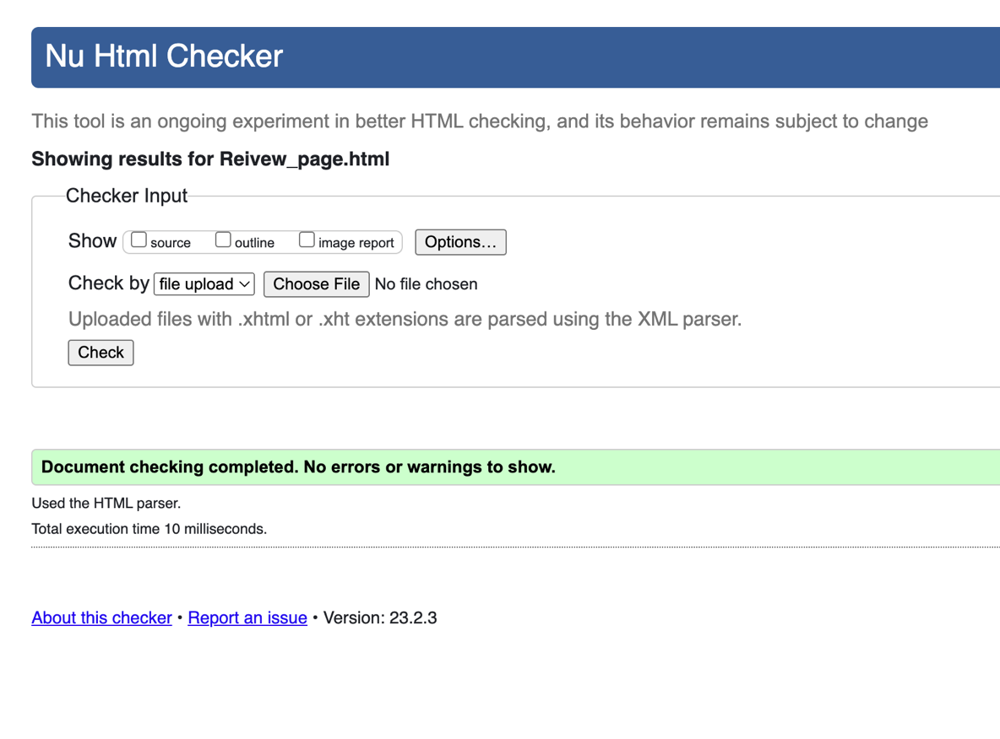 Nu Html Checker
This tool is an ongoing experiment in better HTML checking, and its behavior remains subject to change
Showing results for Reivew_page.html
Checker Input
Show source outline image report Options…
Check by file upload Choose File No file chosen
Uploaded files with .xhtml or .xht extensions are parsed using the XML parser.
Check
Document checking completed. No errors or warnings to show.
Used the HTML parser.
Total execution time 10 milliseconds.
About this checker • Report an issue • Version: 23.2.3